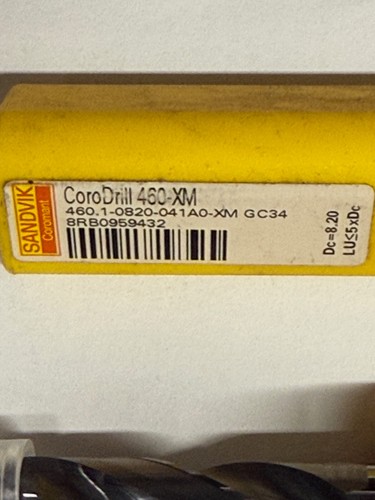 SANDVIK
Coromant
CoroDrill 460-XM
460.1-0820-041A0-XM GC34
8RB0959432
Dc=8.20
LU≤5xDc